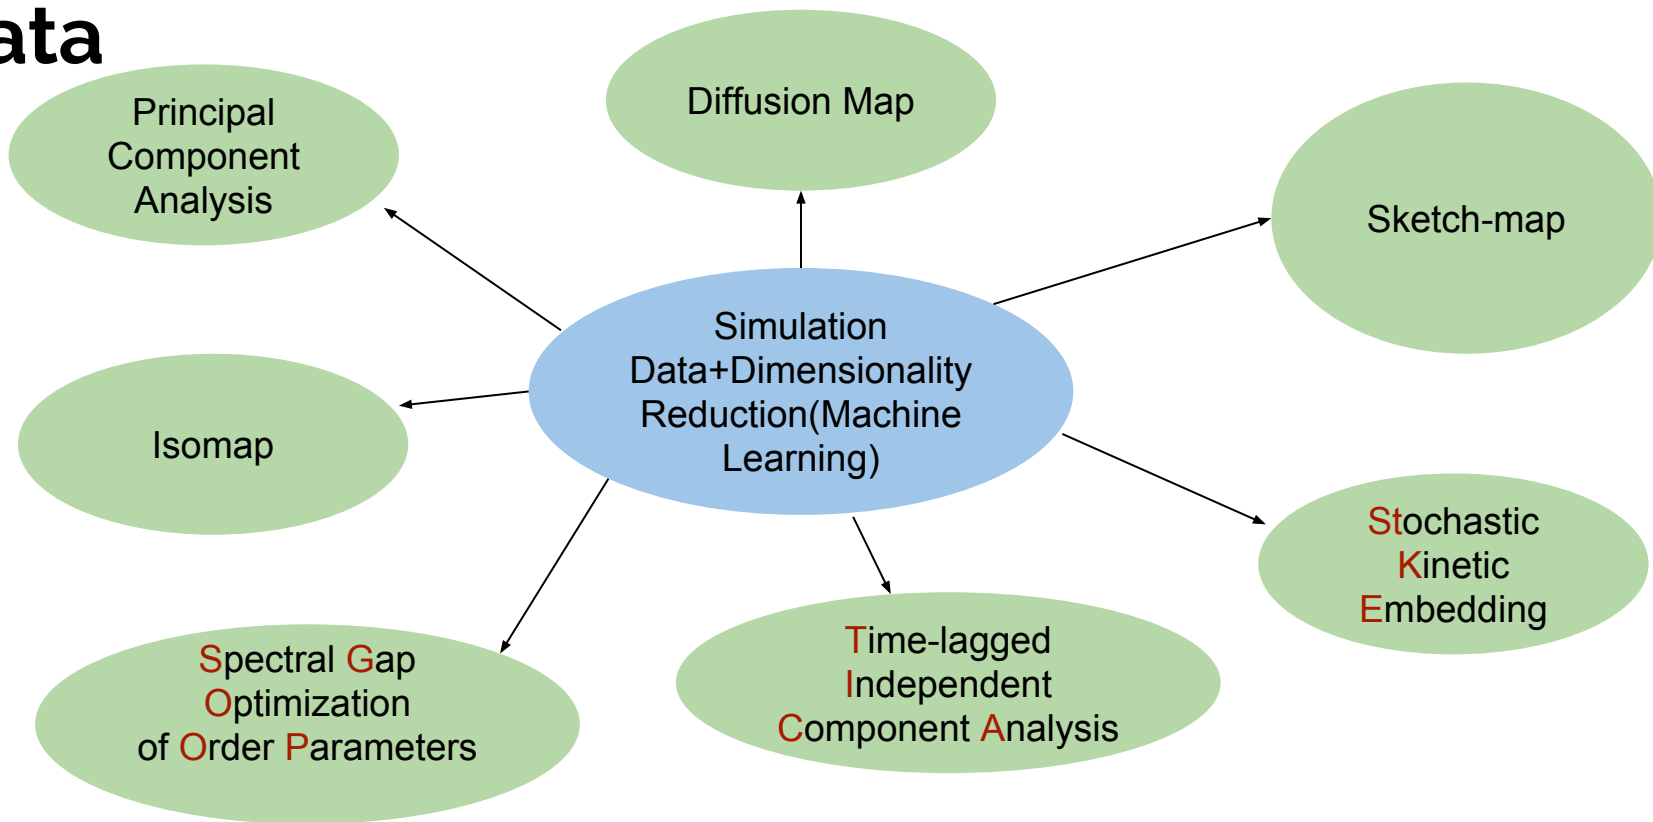 ata
Principal
Component
Analysis
Diffusion Map
Sketch-map
Simulation
Data+Dimensionality
Reduction(Machine
Learning)
Isomap
Stochastic
Kinetic
Embedding
Spectral Gap
Optimization
of Order Parameters
Time-lagged
Independent
Component Analysis